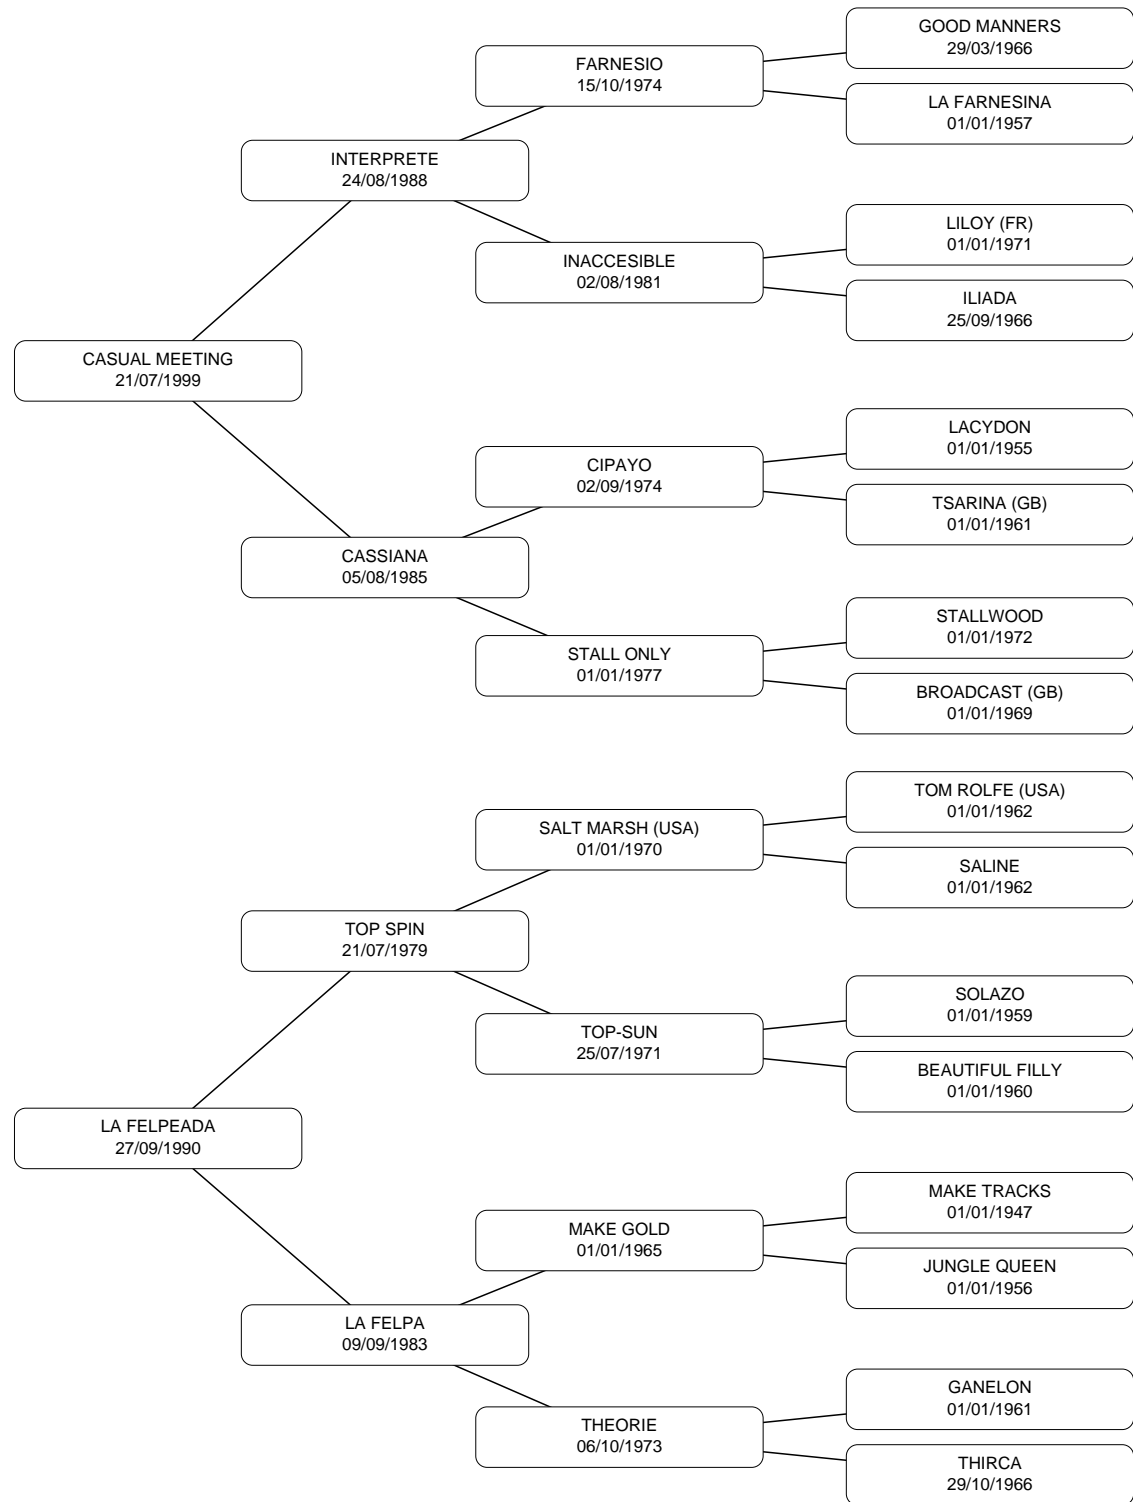 GOOD MANNERS
29/03/1966
FARNESIO
15/10/1974
LA FARNESINA
01/01/1957
INTERPRETE
24/08/1988
LILOY (FR)
01/01/1971
INACCESIBLE
02/08/1981
ILIADA
25/09/1966
CASUAL MEETING
21/07/1999
LACYDON
01/01/1955
CIPAYO
02/09/1974
TSARINA (GB)
01/01/1961
CASSIANA
05/08/1985
STALLWOOD
01/01/1972
STALL ONLY
01/01/1977
BROADCAST (GB)
01/01/1969
TOM ROLFE (USA)
01/01/1962
SALT MARSH (USA)
01/01/1970
SALINE
01/01/1962
TOP SPIN
21/07/1979
SOLAZO
01/01/1959
TOP-SUN
25/07/1971
BEAUTIFUL FILLY
01/01/1960
LA FELPEADA
27/09/1990
MAKE TRACKS
01/01/1947
MAKE GOLD
01/01/1965
JUNGLE QUEEN
01/01/1956
LA FELPA
09/09/1983
GANELON
01/01/1961
THEORIE
06/10/1973
THIRCA
29/10/1966